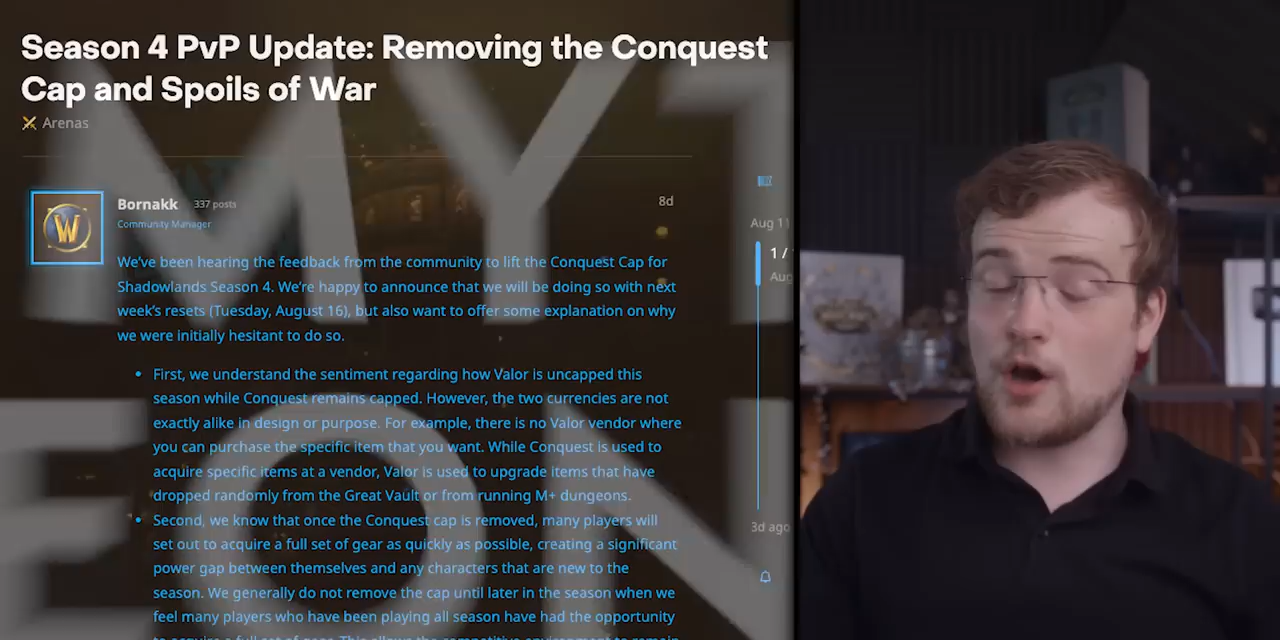 Season 4 PvP Update: Removing the Conquest
Cap and Spoils of War
Arenas
Bornakk 337 posts
8d
Community Manager
Aug 11
We've been hearing the feedback from the community to lift the Conquest Cap for
1 /
Shadowlands Season 4. We're happy to announce that we will be doing so with next
Aug
week's resets (Tuesday, August 16), but also want to offer some explanation on why
we were initially hesitant to do so.
• First, we understand the sentiment regarding how Valor is uncapped this
season while Conquest remains capped. However, the two currencies are not
exactly alike in design or purpose. For example, there is no Valor vendor where
you can purchase the specific item that you want. While Conquest is used to
acquire specific items at a vendor, Valor is used to upgrade items that have
dropped randomly from the Great Vault or from running M+ dungeons.
• Second, we know that once the Conquest cap is removed, many players will
3d ago
set out to acquire a full set of gear as quickly as possible, creating a significant
power gap between themselves and any characters that are new to the
season. We generally do not remove the cap until later in the season when we
feel many players who have been playing all season have had the opportunity